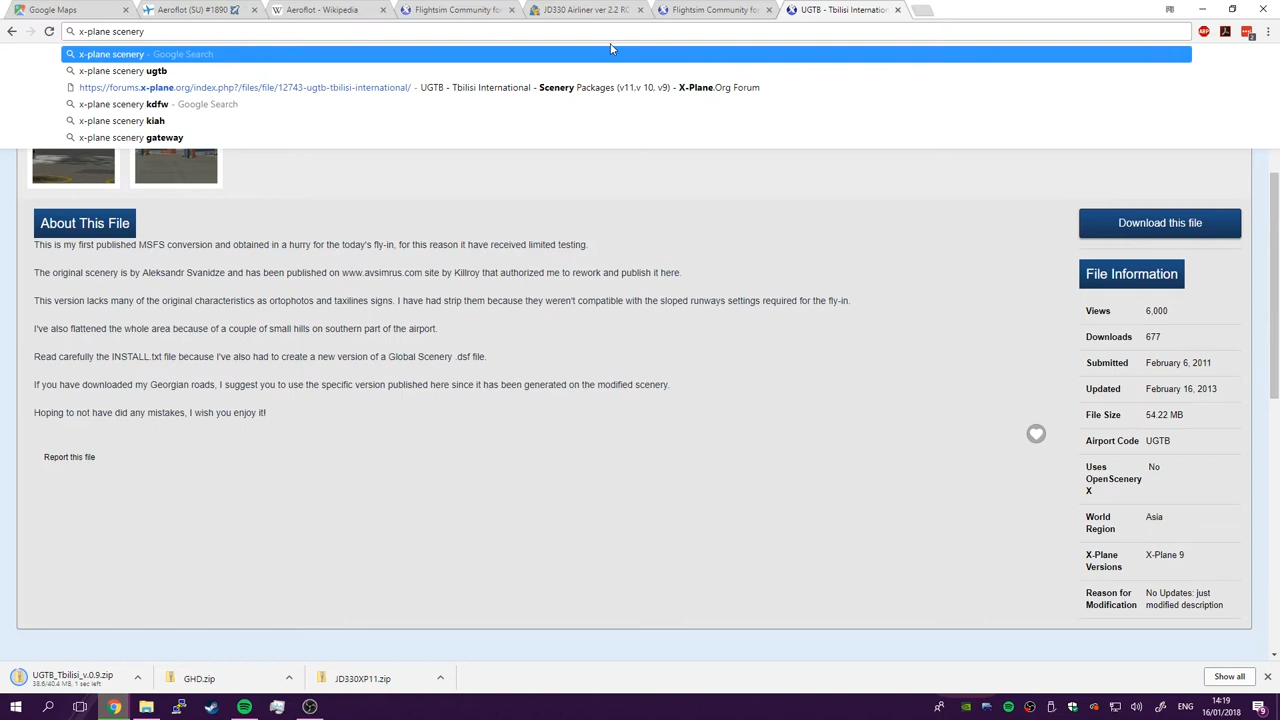 Google Maps
Aeroflot (SU) #1890
Aeroflot - Wikipedia
Flightsim Community for
JD330 Airliner ver 2.2 RC
Flightsim Community fo
UGTB - Tbilisi Internation
x-plane scenery
x-plane scenery - Google Search
x-plane scenery ugtb
https://forums.x-plane.org/index.php?/files/file/12743-ugtb-tbilisi-international/ - UGTB - Tbilisi International - Scenery Packages (v11,v 10, v9) - X-Plane.Org Forum
x-plane scenery kdfw - Google Search
x-plane scenery kiah
x-plane scenery gateway
About This File
This is my first published MSFS conversion and obtained in a hurry for the today's fly-in, for this reason it have received limited testing.
The original scenery is by Aleksandr Svanidze and has been published on www.avsimrus.com site by Killroy that authorized me to rework and publish it here.
This version lacks many of the original characteristics as ortophotos and taxilines signs. I have had strip them because they weren't compatible with the sloped runways settings required for the fly-in.
I've also flattened the whole area because of a couple of small hills on southern part of the airport.
Read carefully the INSTALL.txt file because I've also had to create a new version of a Global Scenery .dsf file.
If you have downloaded my Georgian roads, I suggest you to use the specific version published here since it has been generated on the modified scenery.
Hoping to not have did any mistakes, I wish you enjoy it!
Report this file
Download this file
File Information
Views 6,000
Downloads 677
Submitted February 6, 2011
Updated February 16, 2013
File Size 54.22 MB
Airport Code UGTB
Uses No
OpenScenery
X
World Asia
Region
X-Plane X-Plane 9
Versions
Reason for No Updates: just
Modification modified description
UGTB_Tbilisi_v.0.9.zip
38.6/40.4 MB, 1 sec left
GHD.zip
JD330XP11.zip
Show all
ENG
14:19
16/01/2018